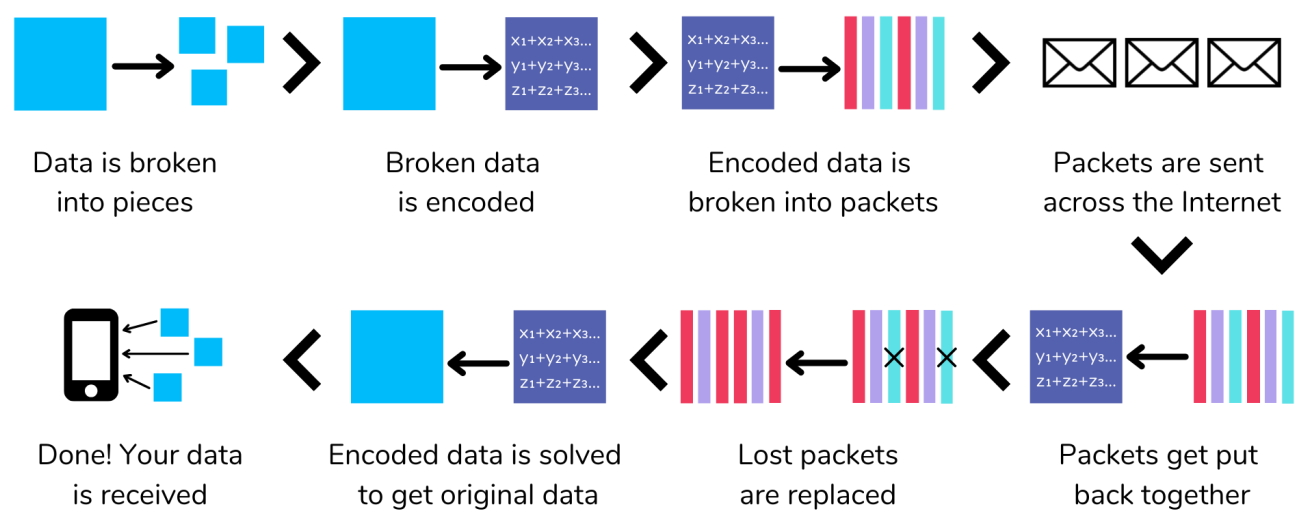 x₁+x₂+x₃...
y₁+y₂+y₃...
z₁+z₂+z₃...
x₁+x₂+x₃...
y₁+y₂+y₃...
z₁+z₂+z₃...
Data is broken
into pieces
Broken data
is encoded
Encoded data is
broken into packets
Packets are sent
across the Internet
x₁+x₂+x₃...
y₁+y₂+y₃...
z₁+z₂+z₃...
Packets get put
back together
Lost packets
are replaced
x₁+x₂+x₃...
y₁+y₂+y₃...
z₁+z₂+z₃...
Encoded data is solved
to get original data
Done! Your data
is received